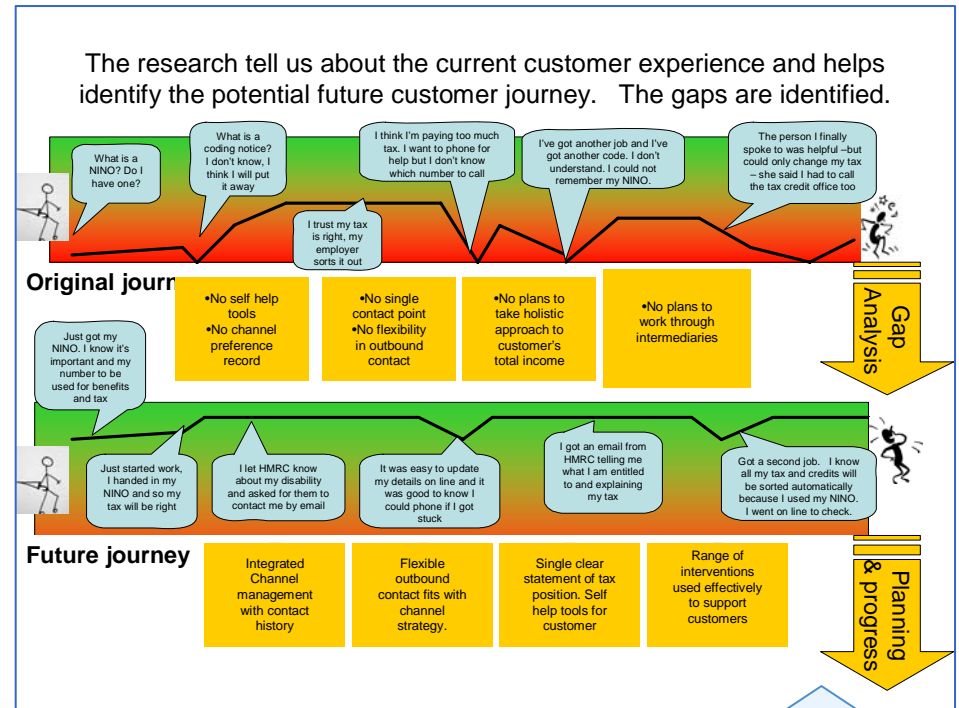 The research tell us about the current customer experience and helps
identify the potential future customer journey.   The gaps are identified.
What is a
NINO? Do I
have one?
What is a
coding notice?
I don't know, I
think I will put
it away
I trust my tax
is right, my
employer
sorts it out
I think I'm paying too much
tax. I want to phone for
help but I don't know
which number to call
I've got another job and I've
got another code. I don't
understand. I could not
remember my NINO.
The person I finally
spoke to was helpful –but
could only change my tax
– she said I had to call
the tax credit office too
Original journ
•No self help
tools
•No channel
preference
record
•No single
contact point
•No flexibility
in outbound
contact
•No plans to
take holistic
approach to
customer's
total income
•No plans to
work through
intermediaries
Gap
Analysis
Just got my
NINO. I know it's
important and my
number to be
used for benefits
and tax
Just started work,
I handed in my
NINO and so my
tax will be right
I let HMRC know
about my disability
and asked for them to
contact me by email
It was easy to update
my details on line and it
was good to know I
could phone if I got
stuck
I got an email from
HMRC telling me
what I am entitled
to and explaining
my tax
Got a second job.   I know
all my tax and credits will
be sorted automatically
because I used my NINO.
I went on line to check.
Future journey
Integrated
Channel
management
with contact
history
Flexible
outbound
contact fits with
channel
strategy.
Single clear
statement of tax
position. Self
help tools for
customer
Range of
interventions
used effectively
to support
customers
Planning
& progress